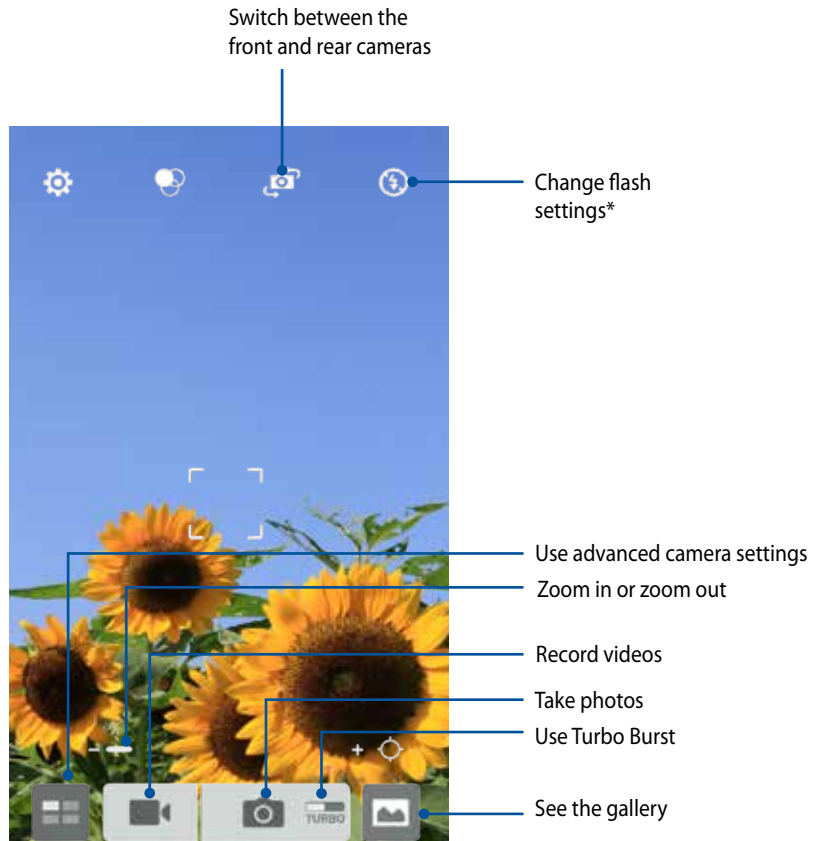 Switch between the
front and rear cameras
Change flash
settings*
Use advanced camera settings
Zoom in or zoom out
Record videos
Take photos
Use Turbo Burst
TURBO
See the gallery